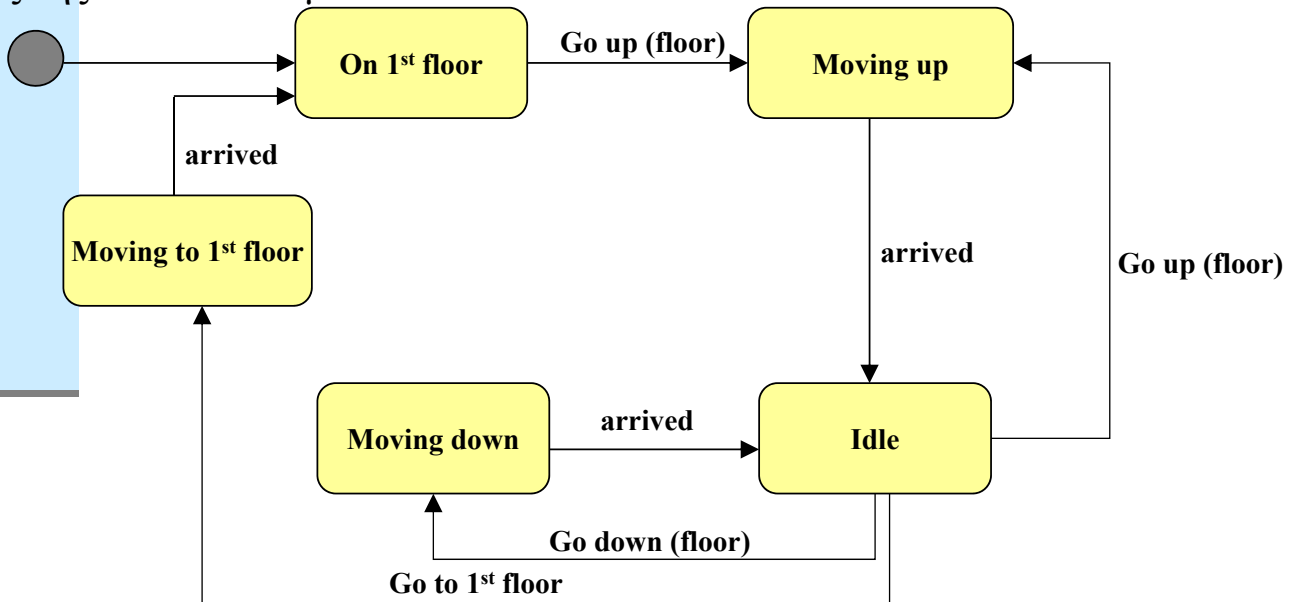 On 1st floor
Go up (floor)
Moving up
arrived
Moving to 1st floor
arrived
Go up (floor)
Moving down
arrived
Idle
Go down (floor)
Go to 1st floor